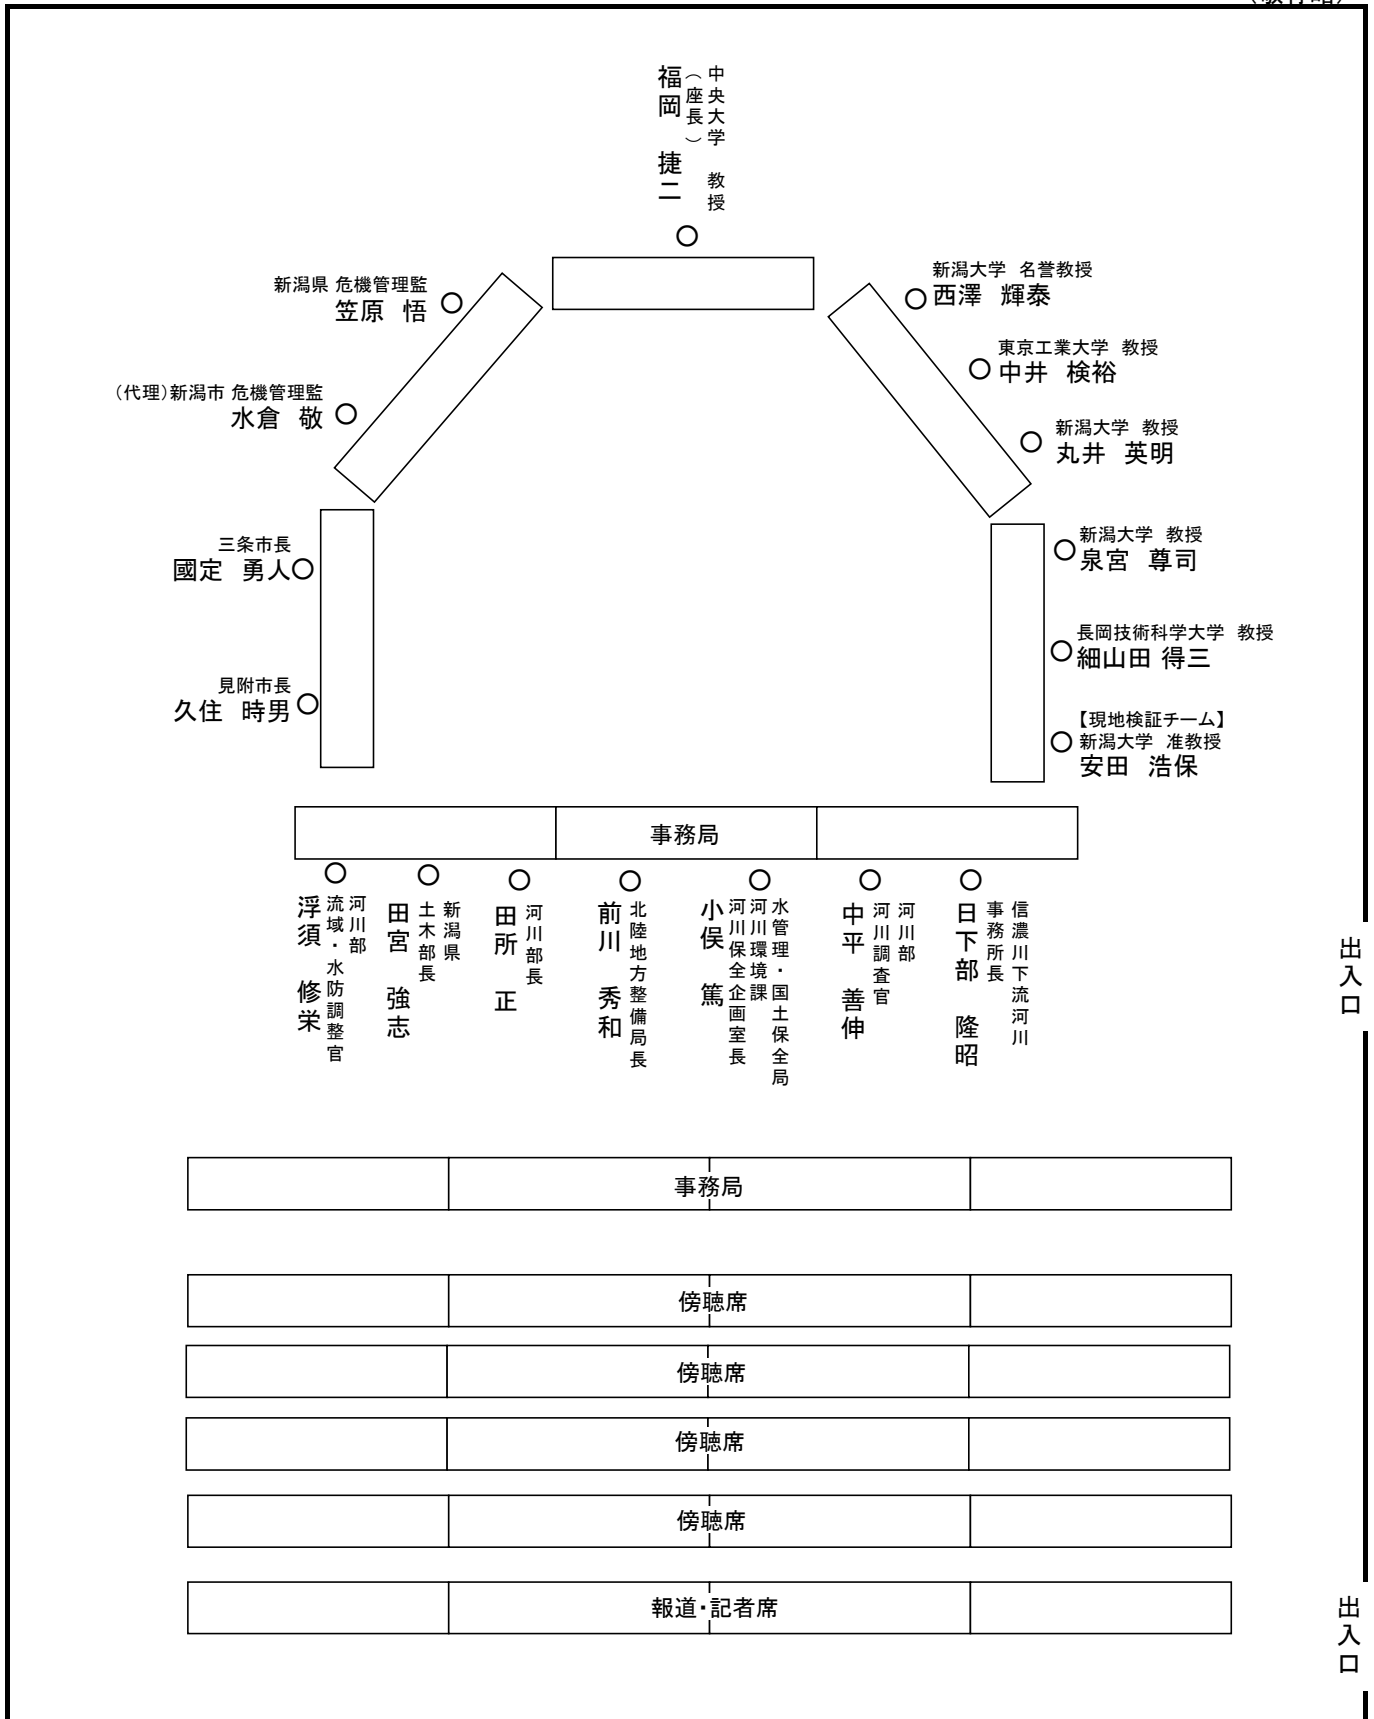 中央大学　教授
（座長）
福岡　捷二
新潟県 危機管理監
笠原　悟
（代理）新潟市 危機管理監
水倉　敬
三条市長
國定　勇人
見附市長
久住　時男
新潟大学　名誉教授
西澤　輝泰
東京工業大学　教授
中井　検裕
新潟大学　教授
丸井　英明
新潟大学　教授
泉宮　尊司
長岡技術科学大学　教授
細山田 得三
【現地検証チーム】
新潟大学　准教授
安田　浩保
事務局
河川部
流域・水防調整官
浮須　修栄
新潟県
土木部長
田宮　強志
河川部長
田所　正
北陸地方整備局長
前川　秀和
水管理・国土保全局
河川環境課
河川保全企画室長
小俣　篤
河川部
河川調査官
中平　善伸
信濃川下流河川
事務所長
日下部　隆昭
出入口
事務局
傍聴席
傍聴席
傍聴席
傍聴席
報道・記者席
出入口